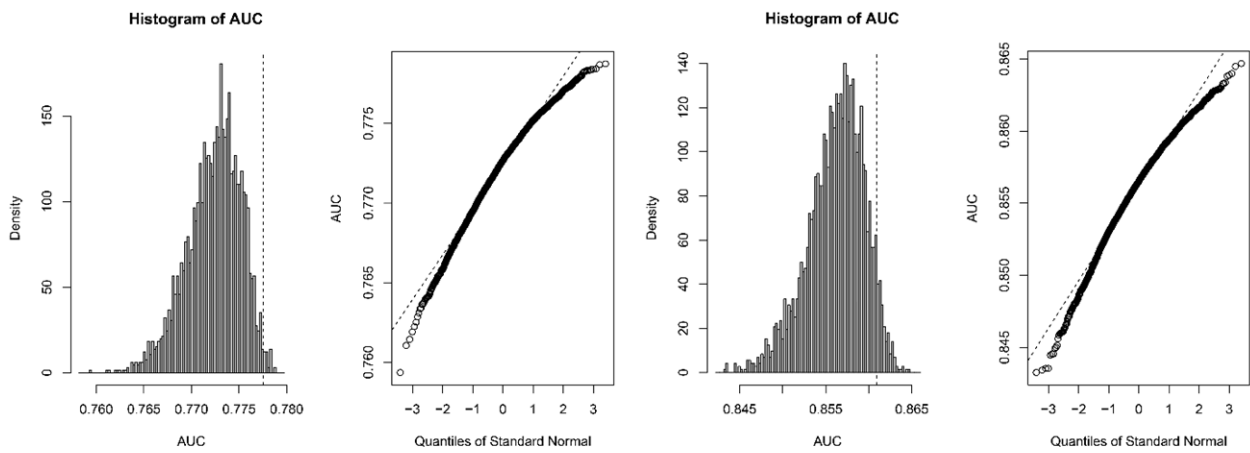 Histogram of AUC
Density
150
100
50
0
0.760 0.765 0.770 0.775 0.780
AUC
AUC
0.775
0.770
0.765
0.760
-3 -2 -1 0 1 2 3
Quantiles of Standard Normal
Histogram of AUC
Density
140
120
100
80
60
40
20
0
0.845 0.855 0.865
AUC
AUC
0.865
0.860
0.855
0.850
0.845
-3 -2 -1 0 1 2 3
Quantiles of Standard Normal